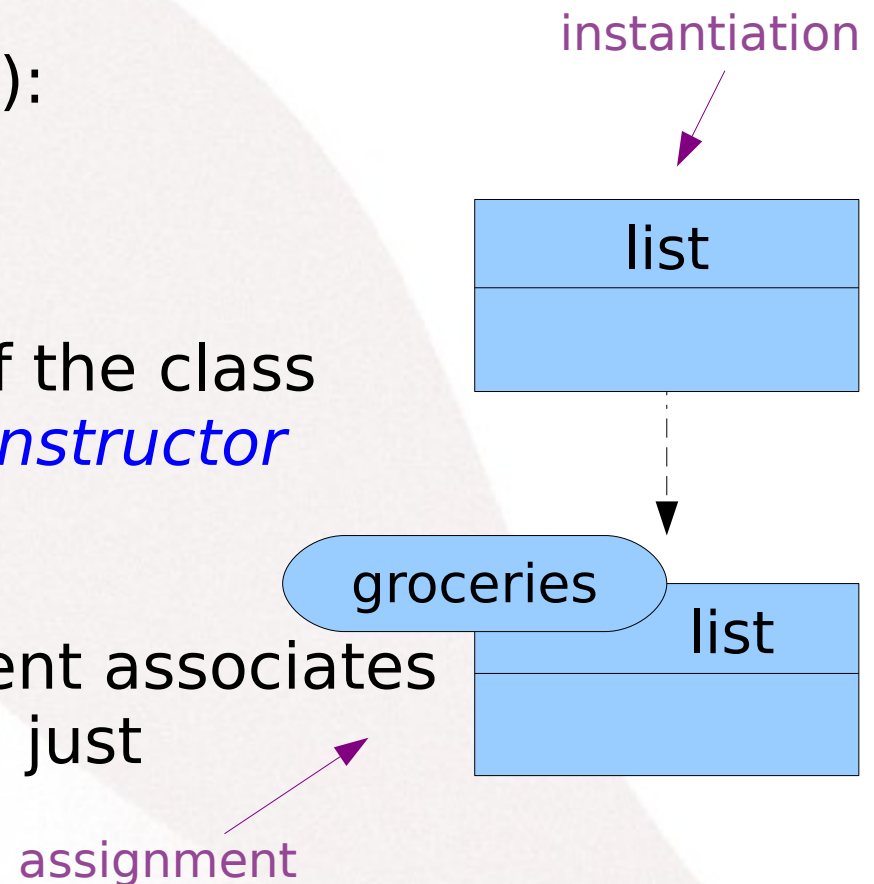 instantiation
):
list
f the class
nstructor
groceries
list
ent associates
just
assignment